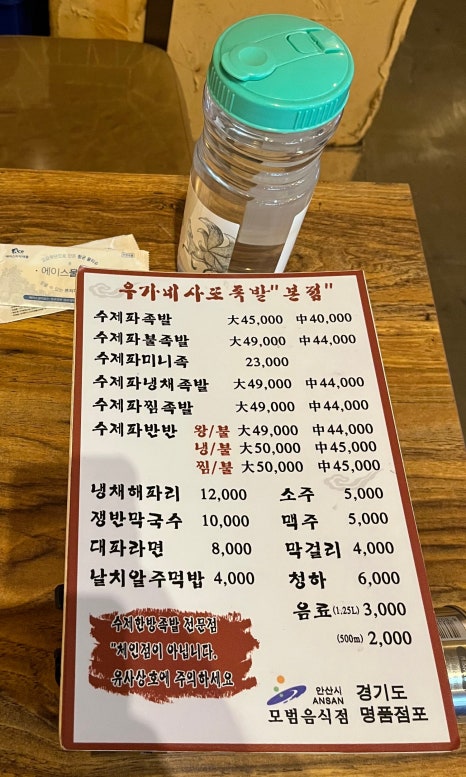 우가네 사또 족발 "본점"
수제파족발 大45,000 中40,000
수제파불족발 大49,000 中44,000
수제파미니족 23,000
수제파냉채족발 大49,000 中44,000
수제파찜족발 大49,000 中44,000
수제파반반 왕/불 大49,000 中44,000
냉/불 大50,000 中45,000
찜/불 大50,000 中45,000
냉채해파리 12,000
쟁반막국수 10,000
대파라면 8,000
날치알주먹밥 4,000
소주 5,000
맥주 5,000
막걸리 4,000
청하 6,000
음료(1.25L) 3,000
(500m) 2,000
수제한방족발 전문점
"체인점이 아닙니다.
유사상호에 주의하세요
안산시
ANSAN
모범음식점
경기도
명품점포
에이스물